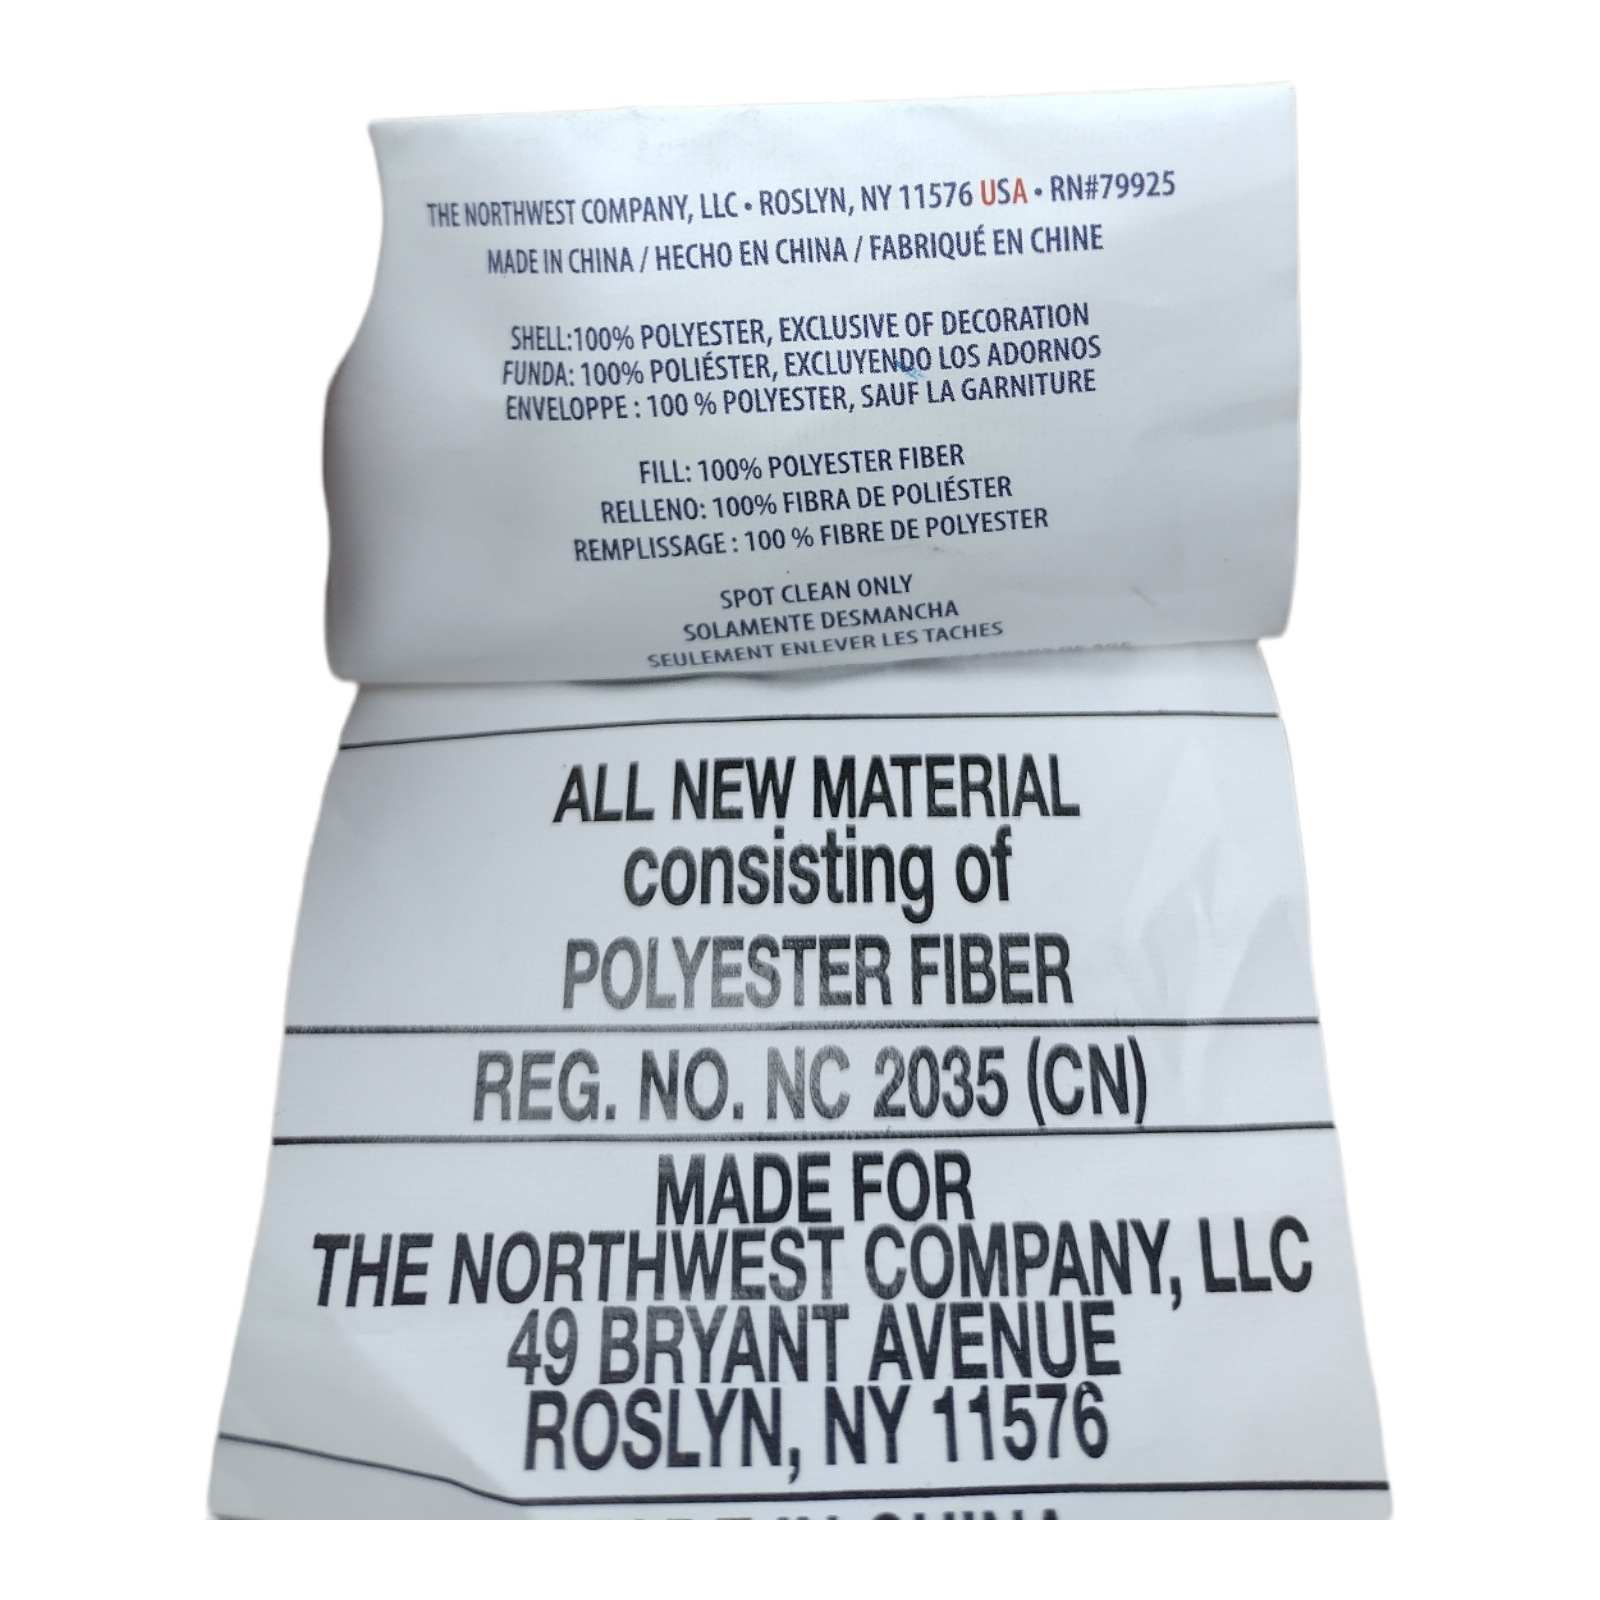 THE NORTHWEST COMPANY, LLC • ROSLYN, NY 11576 USA • RN#79925
MADE IN CHINA / HECHO EN CHINA / FABRIQUÉ EN CHINE
SHELL:100% POLYESTER, EXCLUSIVE OF DECORATION
FUNDA: 100% POLIÉSTER, EXCLUYENDO LOS ADORNOS
ENVELOPPE : 100 % POLYESTER, SAUF LA GARNITURE
FILL: 100% POLYESTER FIBER
RELLENO: 100% FIBRA DE POLIÉSTER
REMPLISSAGE : 100 % FIBRE DE POLYESTER
SPOT CLEAN ONLY
SOLAMENTE DESMANCHA
SEULEMENT ENLEVER LES TACHES
ALL NEW MATERIAL
consisting of
POLYESTER FIBER
REG. NO. NC 2035 (CN)
MADE FOR
THE NORTHWEST COMPANY, LLC
49 BRYANT AVENUE
ROSLYN, NY 11576